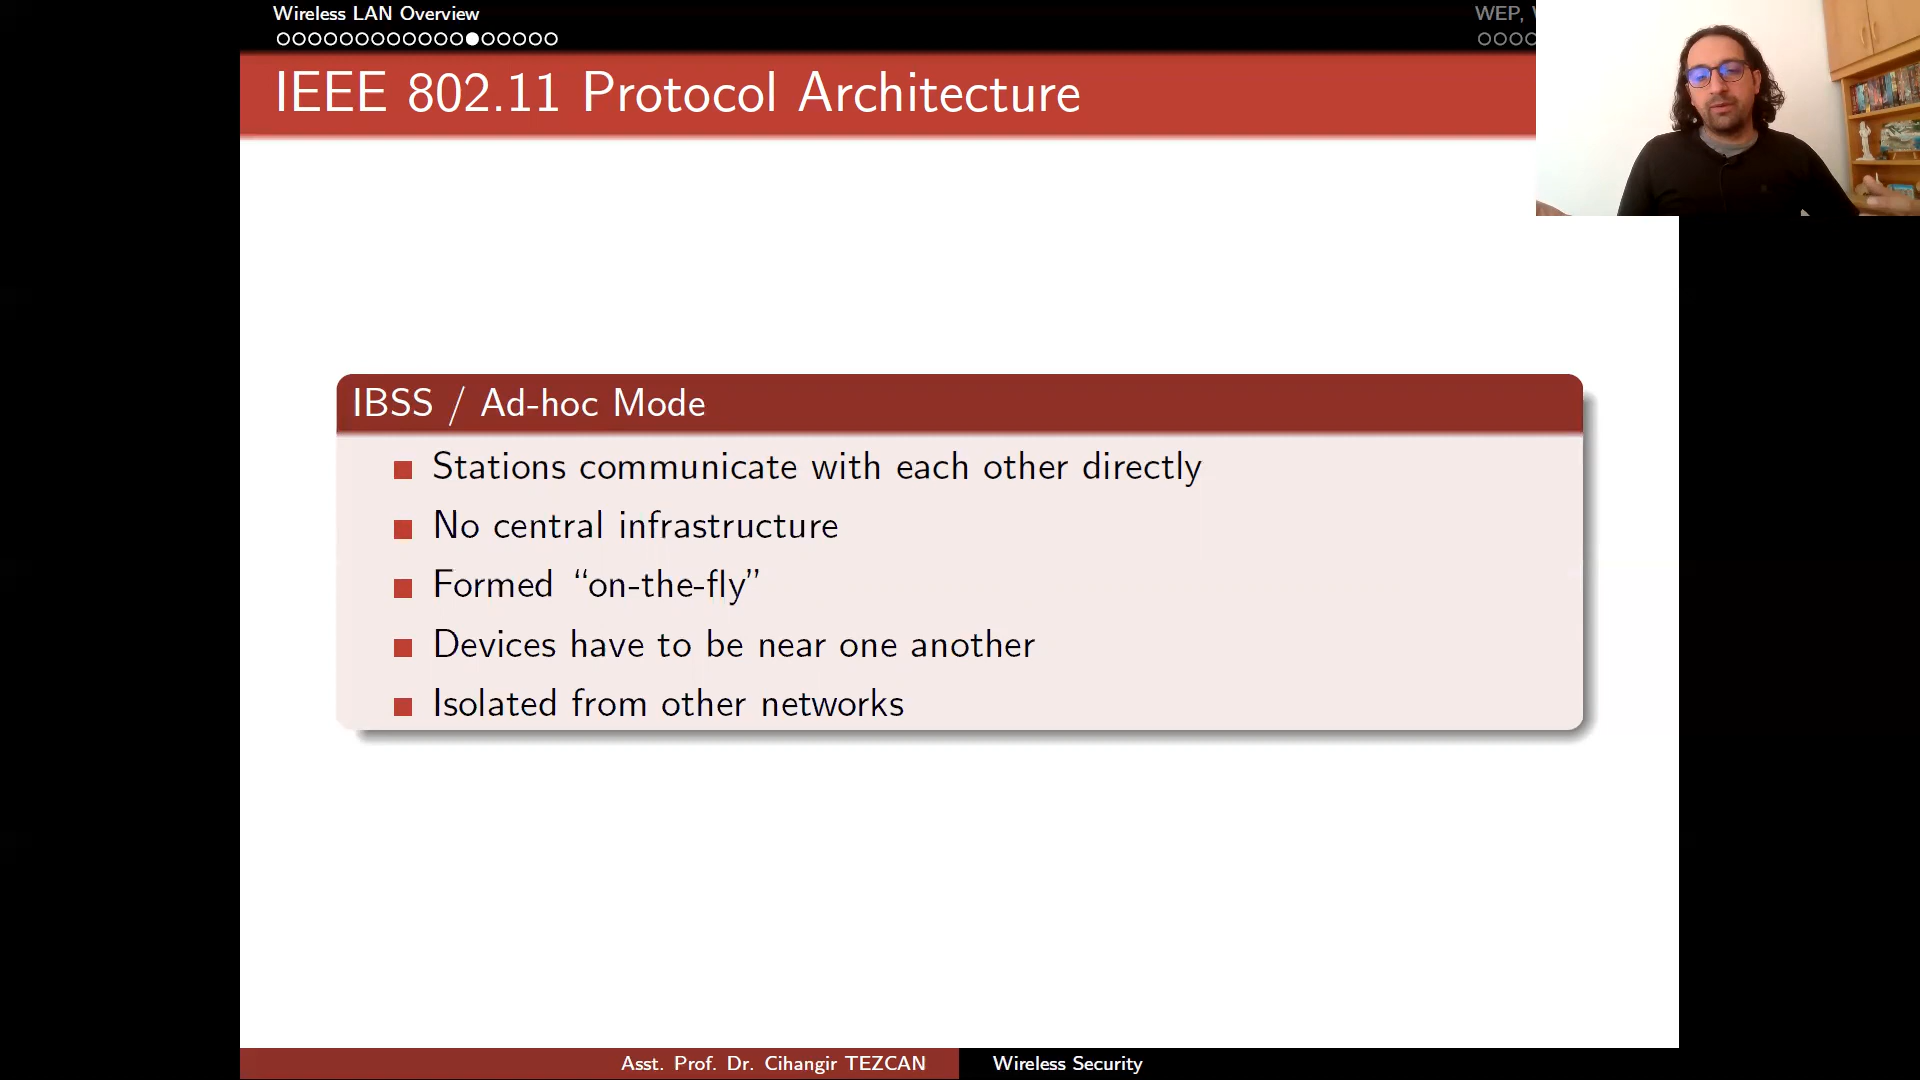 Wireless LAN Overview
WEP,
IEEE 802.11 Protocol Architecture
IBSS / Ad-hoc Mode
Stations communicate with each other directly
No central infrastructure
Formed “on-the-fly”
Devices have to be near one another
Isolated from other networks
Asst. Prof. Dr. Cihangir TEZCAN
Wireless Security